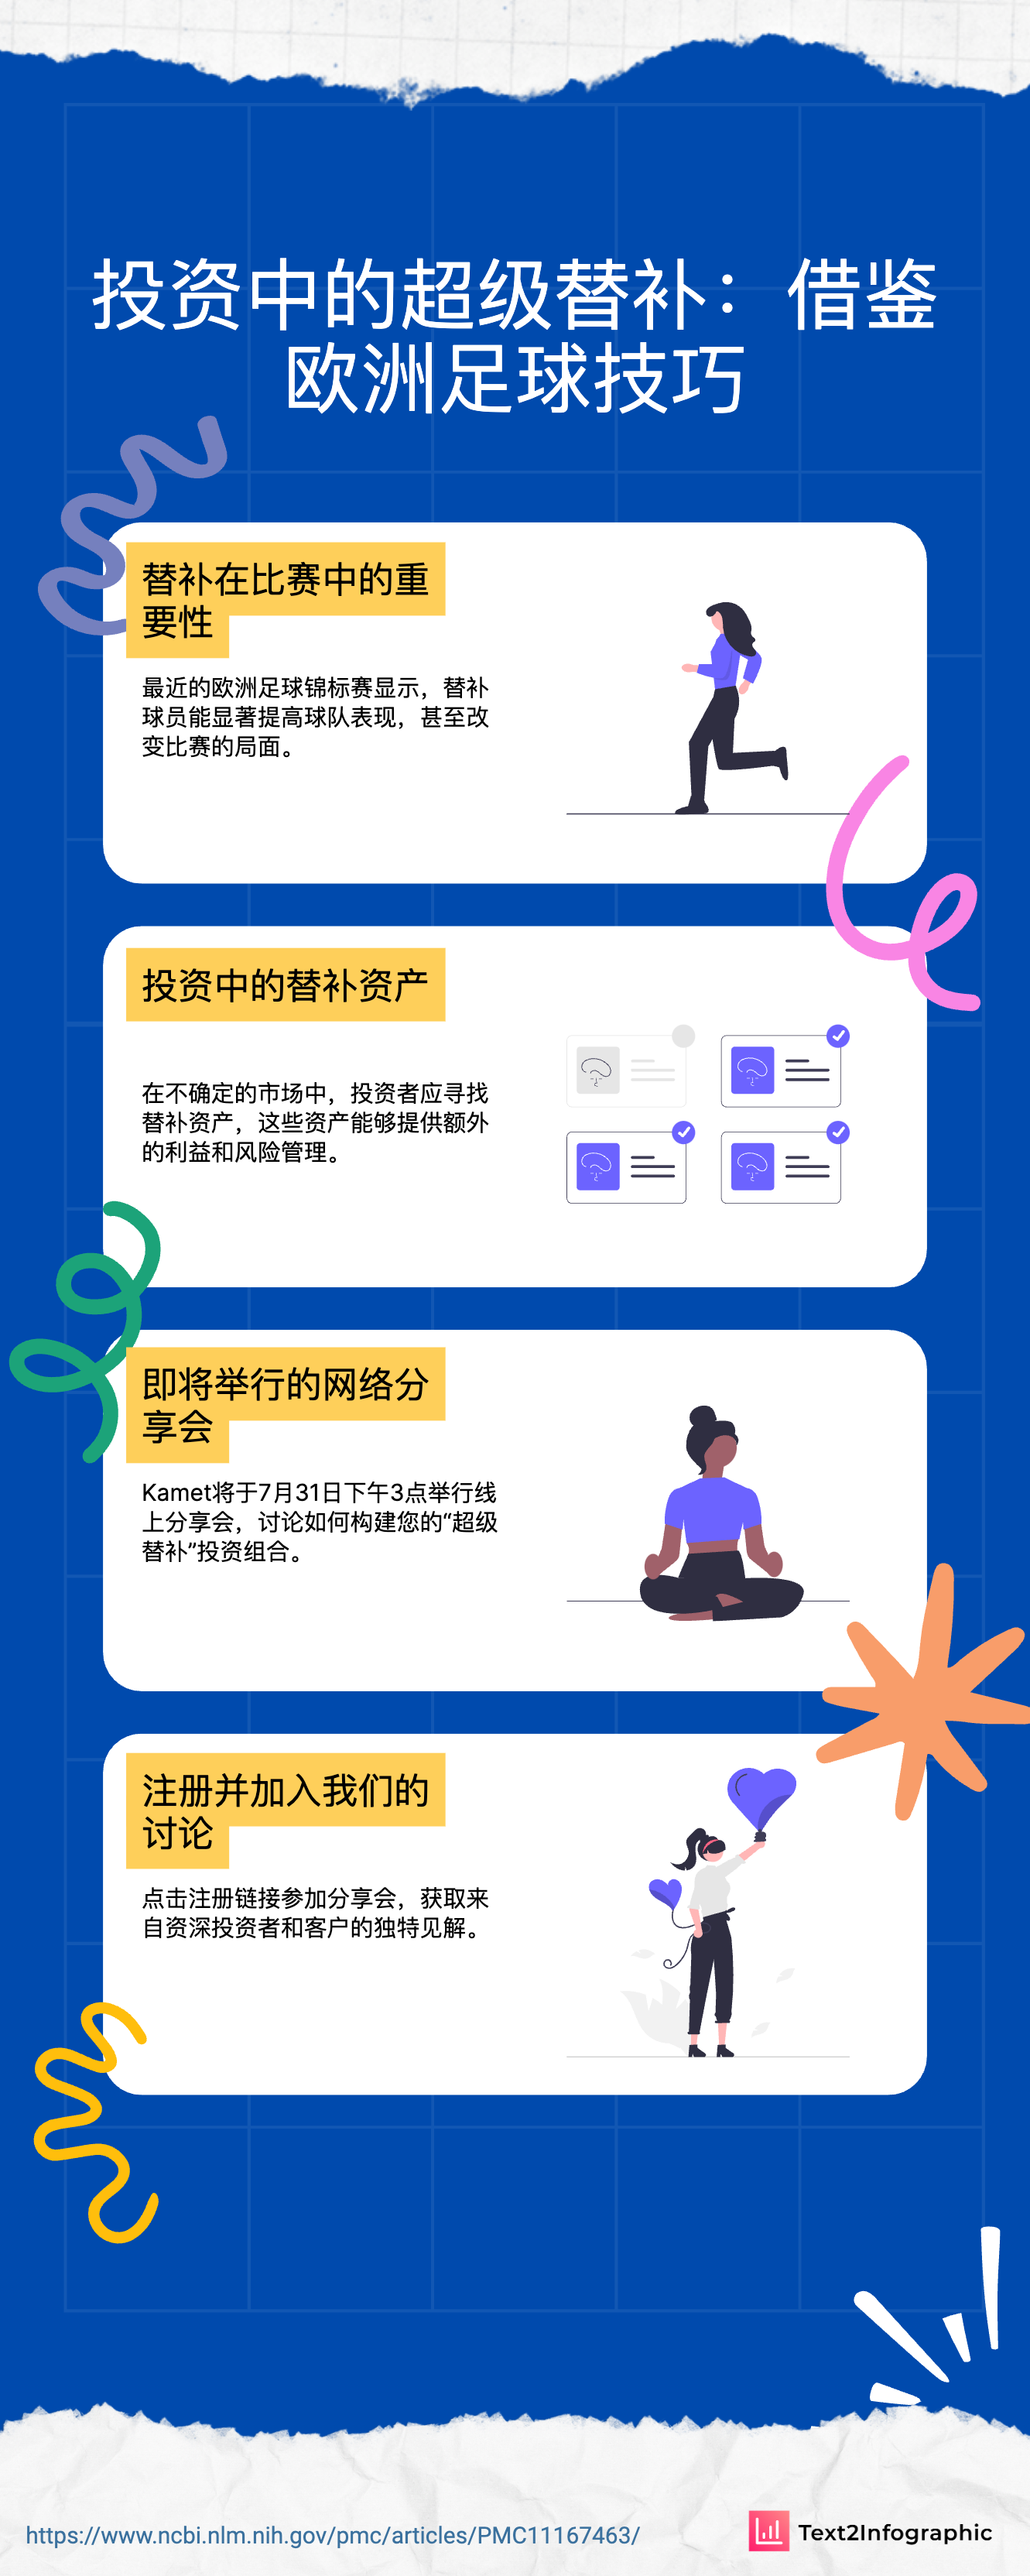 投资中的超级替补：借鉴
欧洲足球技巧
替补在比赛中的重
要性
最近的欧洲足球锦标赛显示，替补
球员能显著提高球队表现，甚至改
变比赛的局面。
投资中的替补资产
在不确定的市场中，投资者应寻找
替补资产，这些资产能够提供额外
的利益和风险管理。
即将举行的网络分
享会
Kamet将于7月31日下午3点举行线
上分享会，讨论如何构建您的“超级
替补”投资组合。
注册并加入我们的
讨论
点击注册链接参加分享会，获取来
自资深投资者和客户的独特见解。
https://www.ncbi.nlm.nih.gov/pmc/articles/PMC11167463/
Text2Infographic